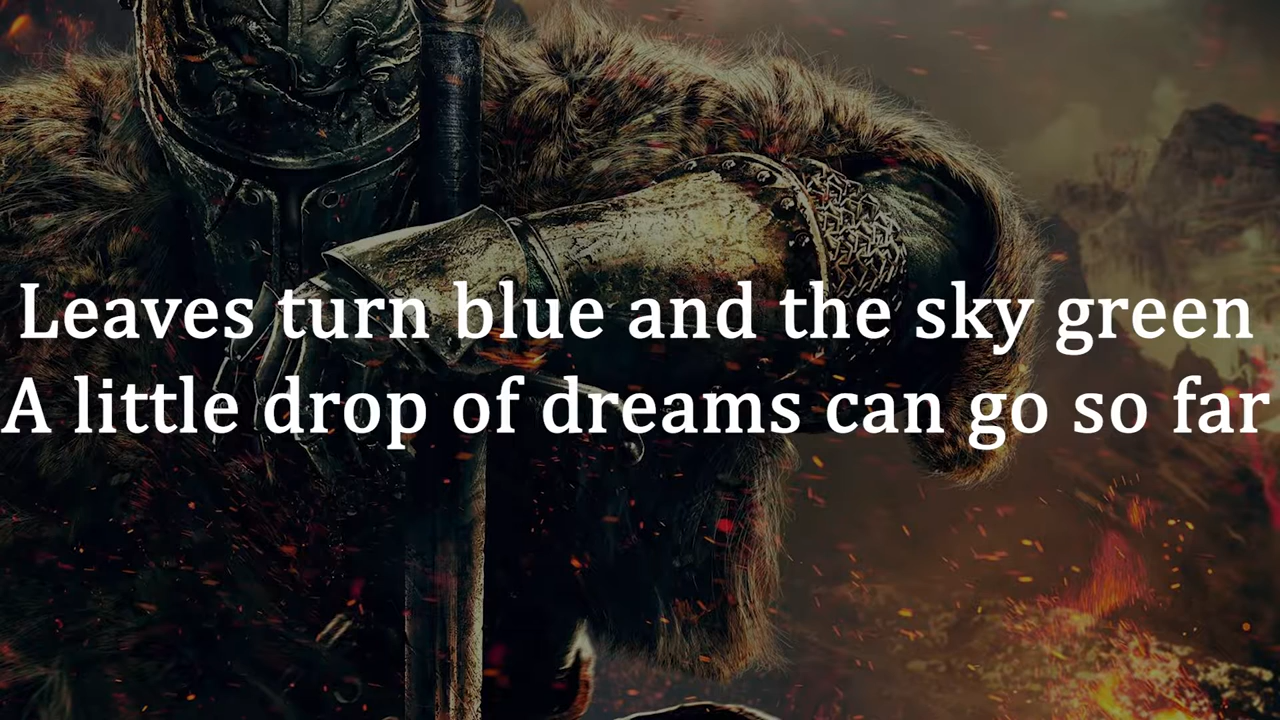 Leaves turn blue and the sky green
A little drop of dreams can go so far